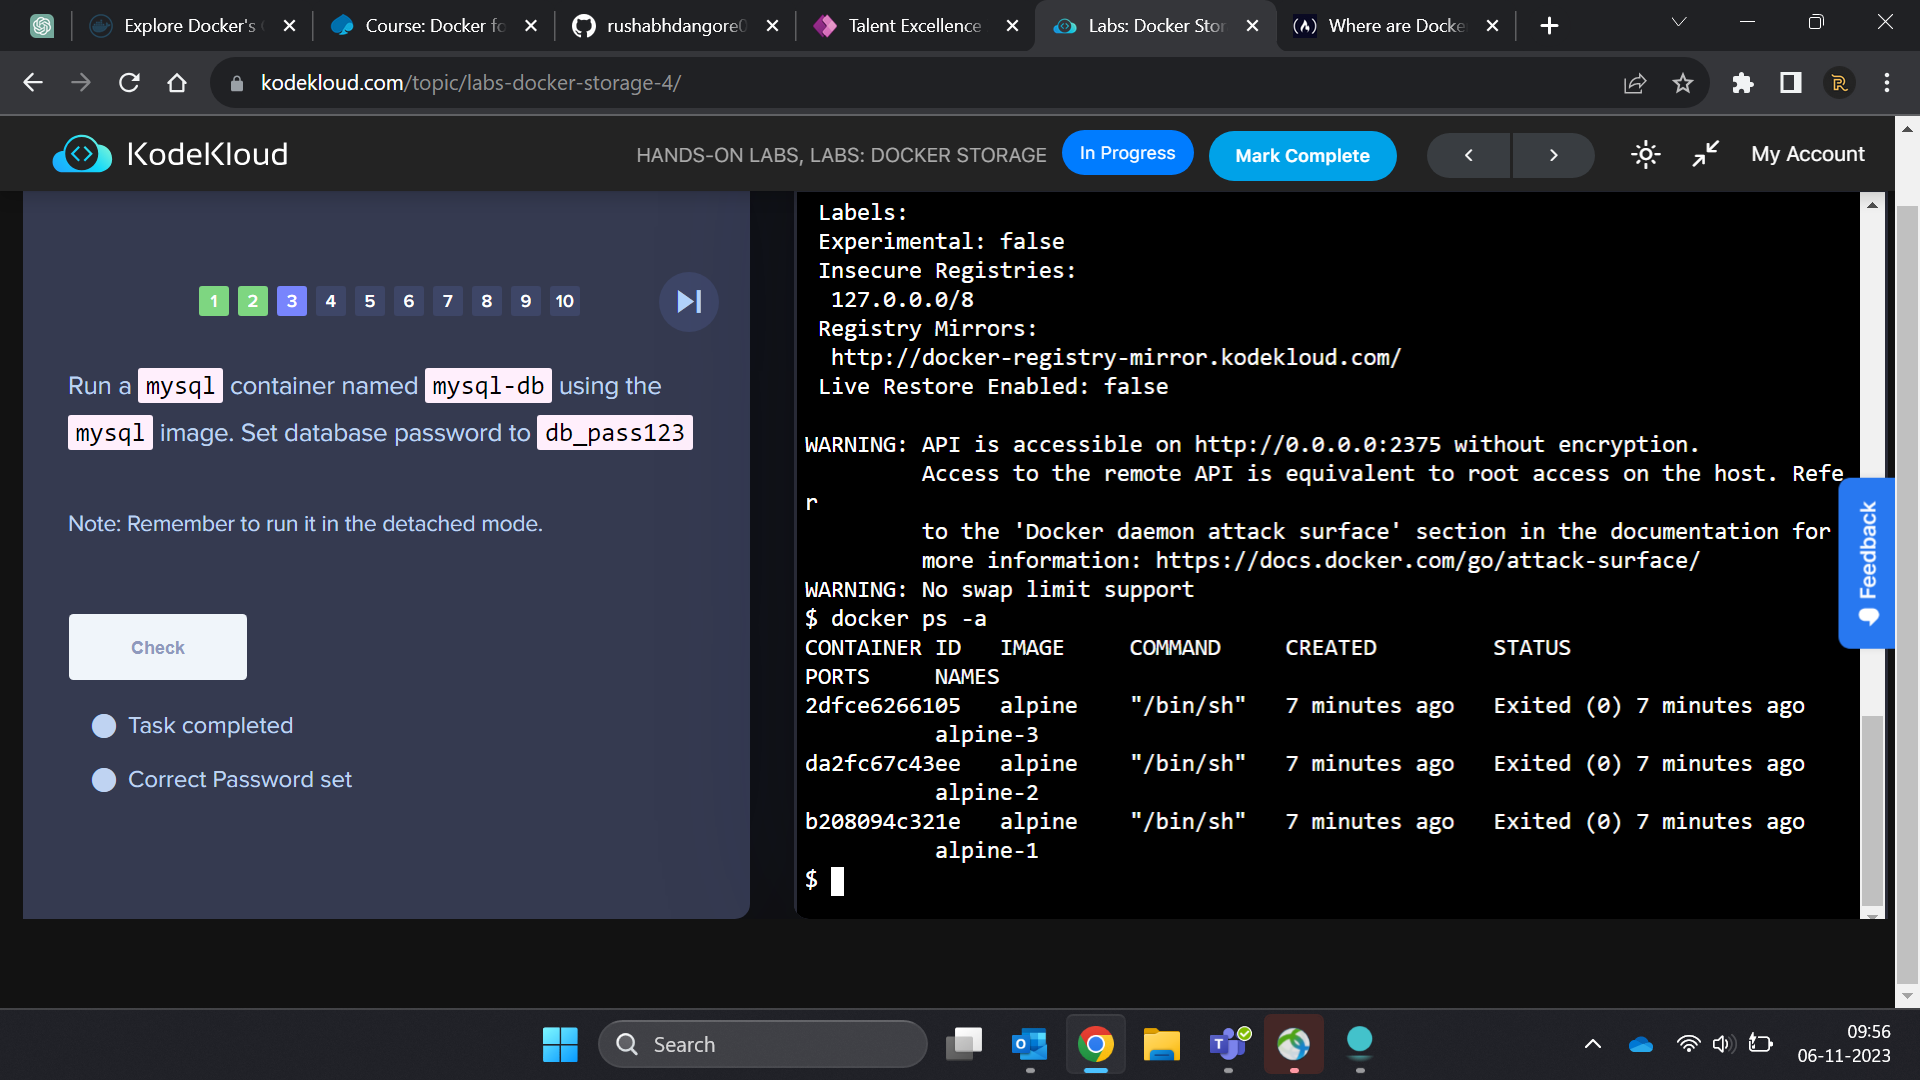 Explore Docker's
Course: Docker fo
rushabhdangore0
Talent Excellence
Labs: Docker Stor
Where are Docke
kodekloud.com/topic/labs-docker-storage-4/
KodeKloud
HANDS-ON LABS, LABS: DOCKER STORAGE
In Progress
Mark Complete
My Account
1 2 3 4 5 6 7 8 9 10
Run a mysql container named mysql-db using the
mysql image. Set database password to db_pass123
Note: Remember to run it in the detached mode.
Check
Task completed
Correct Password set
Labels:
Experimental: false
Insecure Registries:
127.0.0.0/8
Registry Mirrors:
http://docker-registry-mirror.kodekloud.com/
Live Restore Enabled: false
WARNING: API is accessible on http://0.0.0.0:2375 without encryption.
Access to the remote API is equivalent to root access on the host. Refe
r
to the 'Docker daemon attack surface' section in the documentation for
more information: https://docs.docker.com/go/attack-surface/
WARNING: No swap limit support
$ docker ps -a
CONTAINER ID   IMAGE     COMMAND     CREATED         STATUS
PORTS     NAMES
2dfce6266105   alpine    "/bin/sh"   7 minutes ago   Exited (0) 7 minutes ago
alpine-3
da2fc67c43ee   alpine    "/bin/sh"   7 minutes ago   Exited (0) 7 minutes ago
alpine-2
b208094c321e   alpine    "/bin/sh"   7 minutes ago   Exited (0) 7 minutes ago
alpine-1
$
Feedback
Search
09:56
06-11-2023